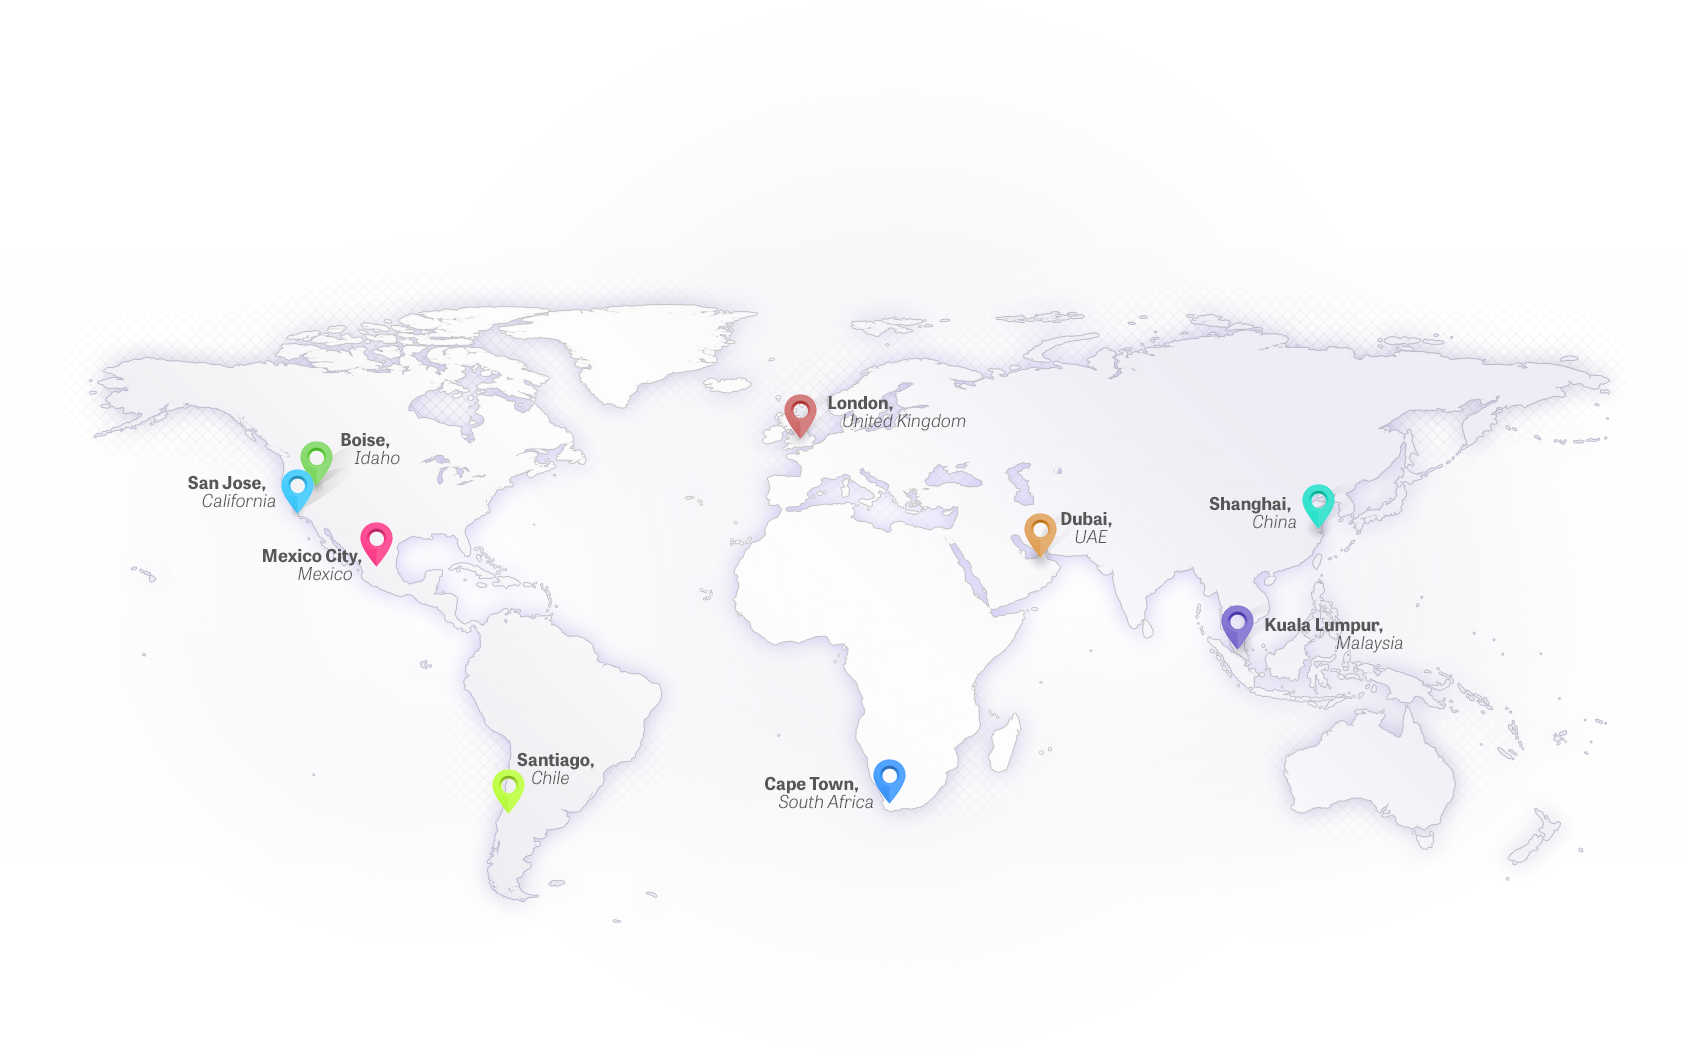 London,
United Kingdom
Boise,
Idaho
San Jose,
California
Shanghai,
China
Dubai,
UAE
Mexico City,
Mexico
Kuala Lumpur,
Malaysia
Santiago,
Chile
Cape Town,
South Africa